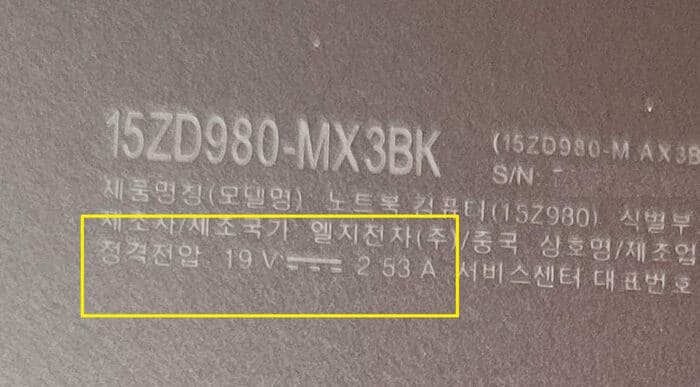 15ZD980-MX3BK
(15ZD980-M AX3B
S/N
제품명칭(모델명) 노트북 컴퓨터(15Z980) 식별부
제조자/제조국가 엘지전자(주)/중국 상호명/제조업
정격전압 19 V 2 53 A 서비스센터 대표번호